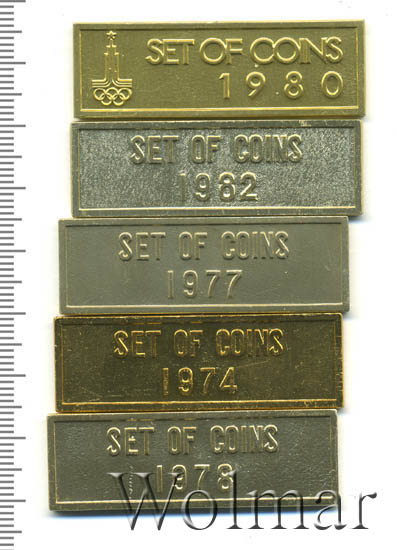 SET OF COINS
1980
SET OF COINS
1982
SET OF COINS
1977
SET OF COINS
1974
SET OF COINS
1978
Wolmar